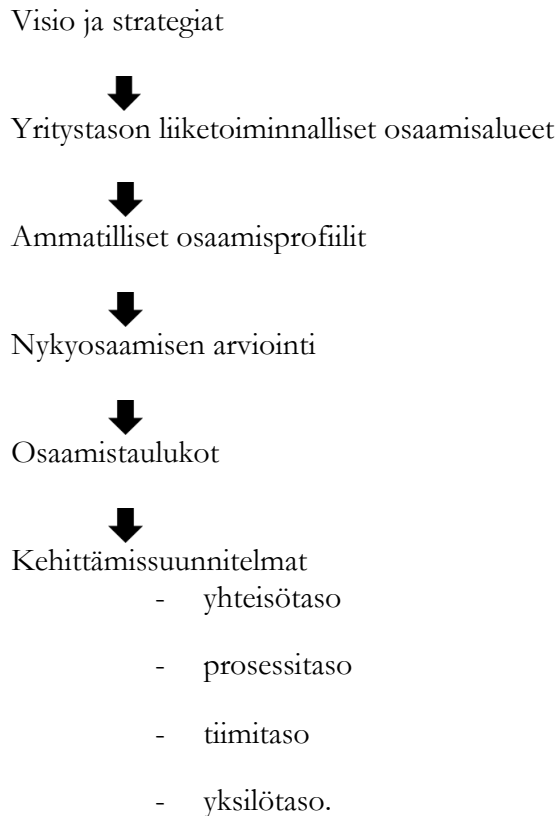 Visio ja strategiat
Yritystason liiketoiminnalliset osaamisalueet
Ammatilliset osaamisprofiilit
Nykyosaamisen arviointi
Osaamistaulukot
Kehittämissuunnitelmat
- yhteisötaso
- prosessitaso
- tiimitaso
- yksilötaso.